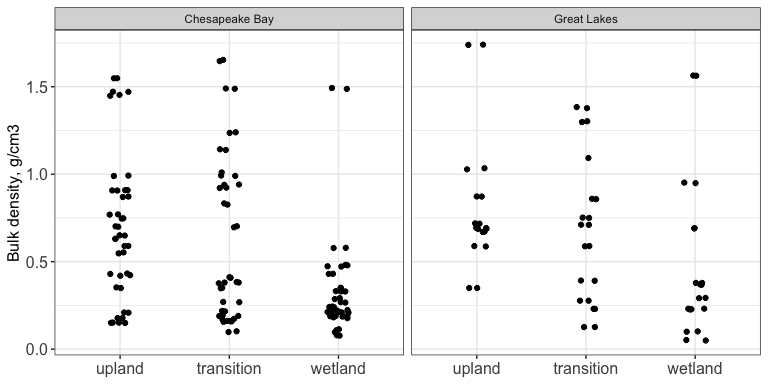 Chesapeake Bay
Great Lakes
Bulk density, g/cm3
1.5
1.0
0.5
0.0
upland transition wetland
upland transition wetland